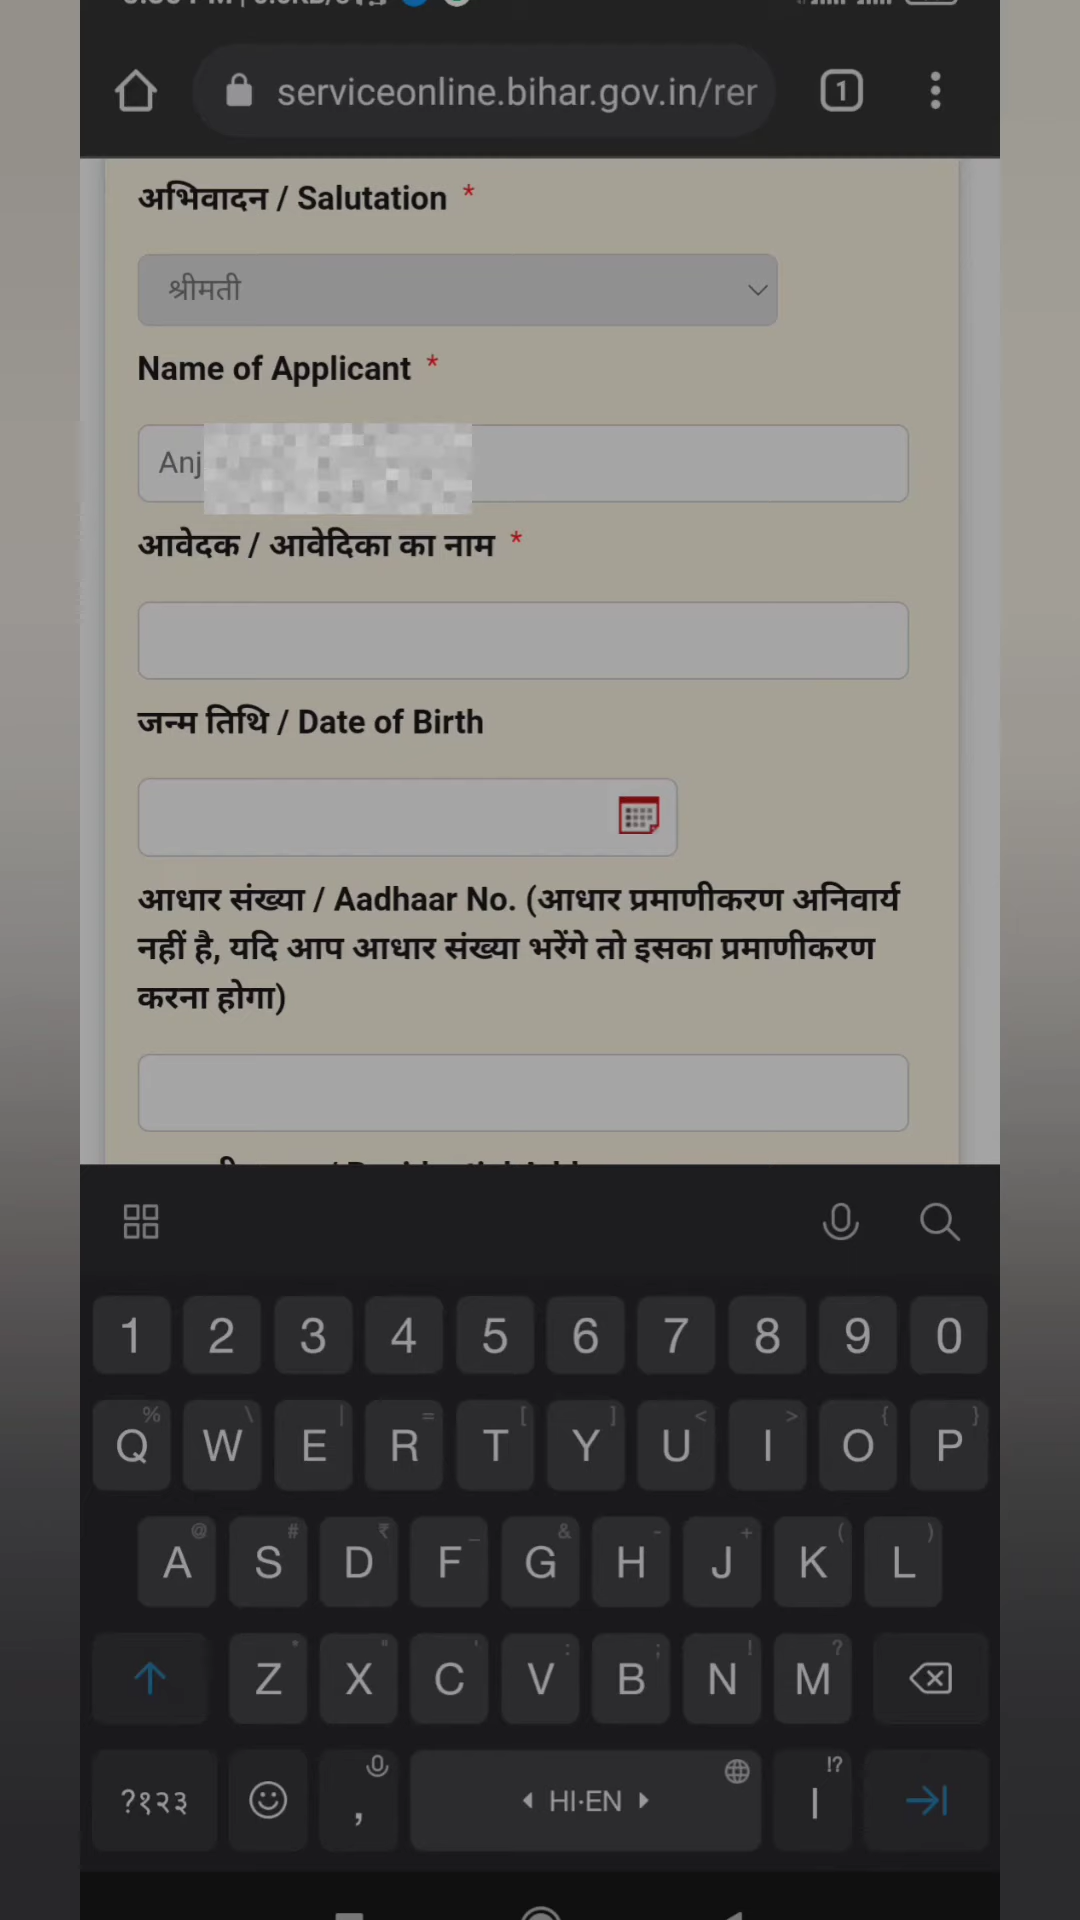 serviceonline.bihar.gov.in/rer
1
अभिवादन / Salutation *
श्रीमती
Name of Applicant *
Anj
आवेदक / आवेदिका का नाम *
जन्म तिथि / Date of Birth
आधार संख्या / Aadhaar No. (आधार प्रमाणीकरण अनिवार्य
नहीं है, यदि आप आधार संख्या भरेंगे तो इसका प्रमाणीकरण
करना होगा)
1 2 3 4 5 6 7 8 9 0
% \ | = [ ] < > { }
Q W E R T Y U I O P
@ # ₹ _ & - + ( )
A S D F G H J K L
* " ' : ; ! ?
Z X C V B N M
!?
?१२३ , HI·EN |